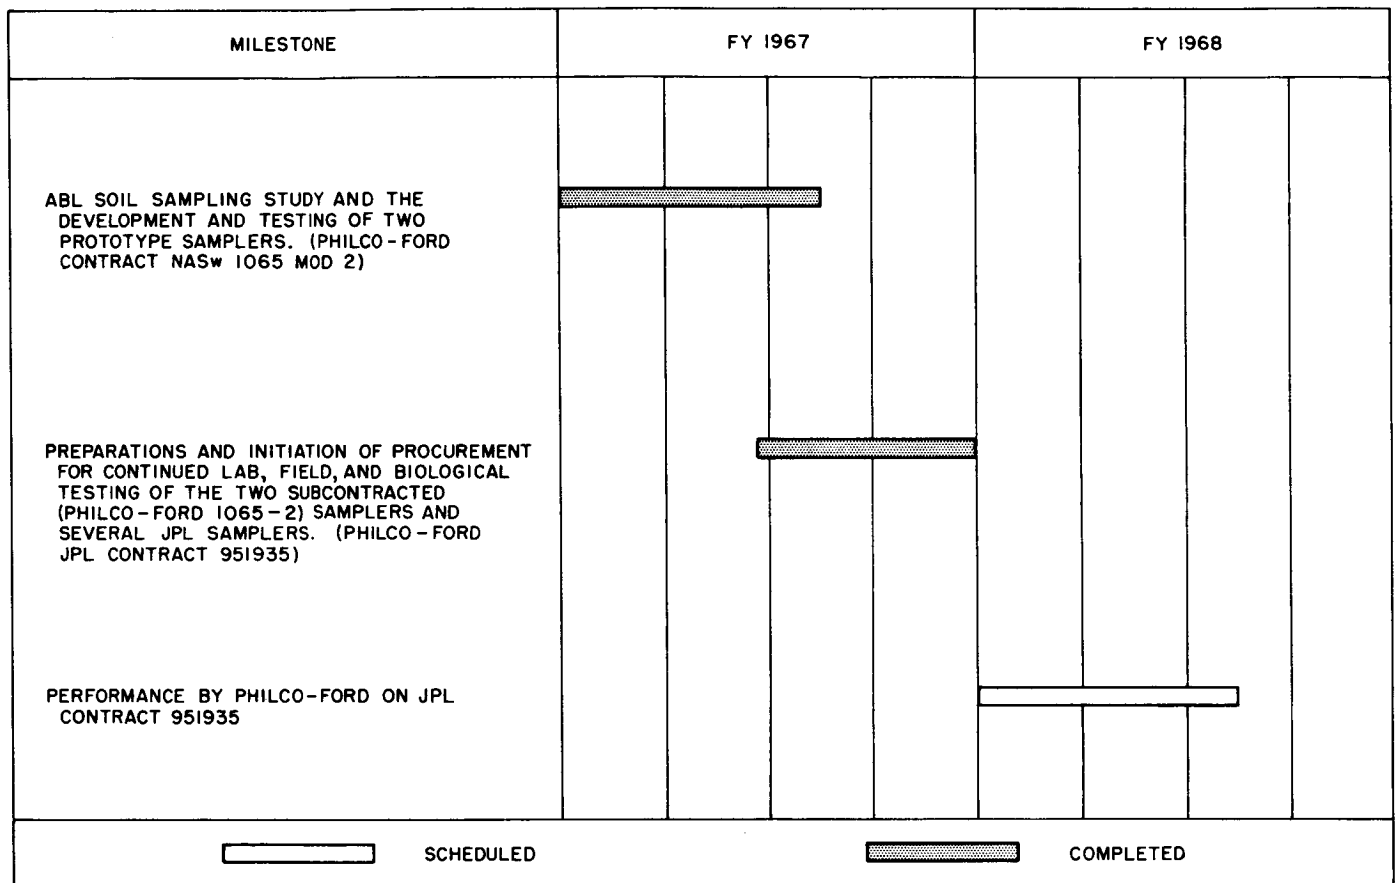 MILESTONE
FY 1967
FY 1968
ABL SOIL SAMPLING STUDY AND THE
DEVELOPMENT AND TESTING OF TWO
PROTOTYPE SAMPLERS. (PHILCO-FORD
CONTRACT NASw 1065 MOD 2)
PREPARATIONS AND INITIATION OF PROCUREMENT
FOR CONTINUED LAB, FIELD, AND BIOLOGICAL
TESTING OF THE TWO SUBCONTRACTED
(PHILCO-FORD 1065-2) SAMPLERS AND
SEVERAL JPL SAMPLERS. (PHILCO-FORD
JPL CONTRACT 951935)
PERFORMANCE BY PHILCO-FORD ON JPL
CONTRACT 951935
SCHEDULED
COMPLETED